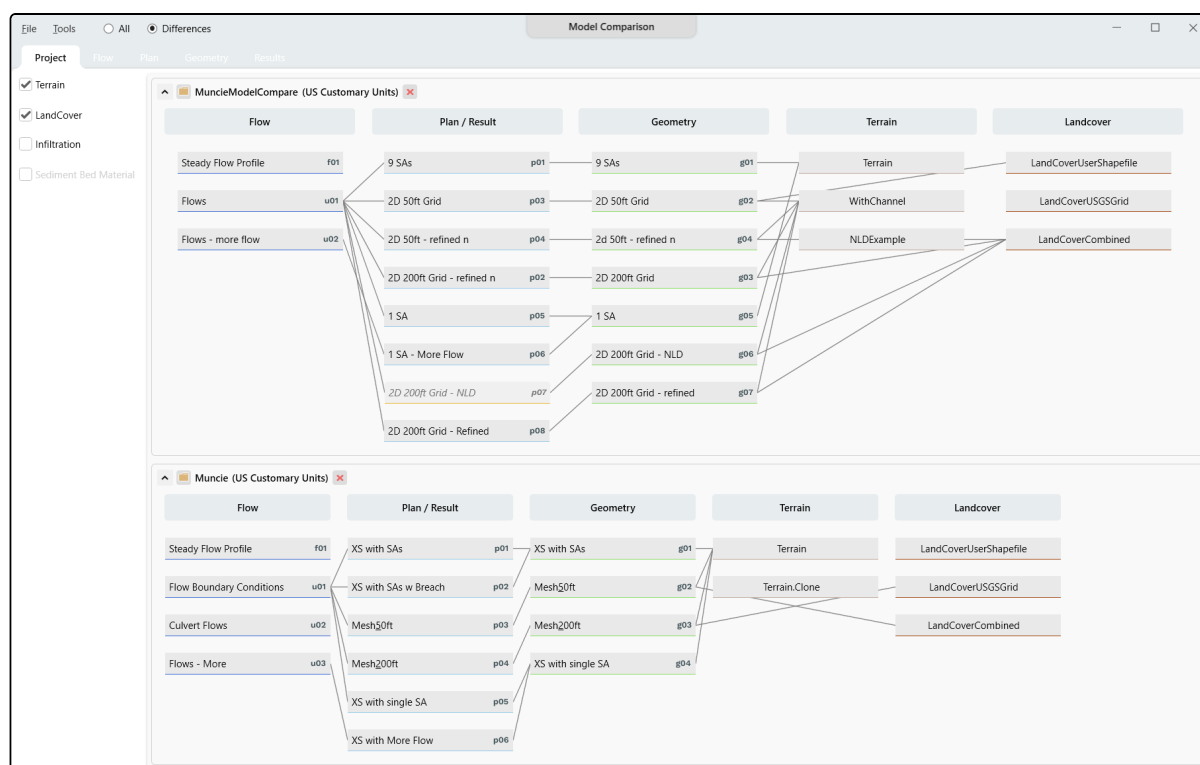 File Tools All Differences Model Comparison
Project Flow Plan Geometry Results
Terrain
LandCover
Infiltration
Sediment Bed Material
MuncieModelCompare (US Customary Units)
Flow Plan / Result Geometry Terrain Landcover
Steady Flow Profile f01 9 SAs p01 9 SAs g01 Terrain LandCoverUserShapefile
Flows u01 2D 50ft Grid p03 2D 50ft Grid g02 WithChannel LandCoverUSGSGrid
Flows - more flow u02 2D 50ft - refined n p04 2d 50ft - refined n g04 NLDExample LandCoverCombined
2D 200ft Grid - refined n p02 2D 200ft Grid g03
1 SA p05 1 SA g05
1 SA - More Flow p06 2D 200ft Grid - NLD g06
2D 200ft Grid - NLD p07 2D 200ft Grid - refined g07
2D 200ft Grid - Refined p08
Muncie (US Customary Units)
Flow Plan / Result Geometry Terrain Landcover
Steady Flow Profile f01 XS with SAs p01 XS with SAs g01 Terrain LandCoverUserShapefile
Flow Boundary Conditions u01 XS with SAs w Breach p02 Mesh50ft g02 Terrain.Clone LandCoverUSGSGrid
Culvert Flows u02 Mesh50ft p03 Mesh200ft g03 LandCoverCombined
Flows - More u03 Mesh200ft p04 XS with single SA g04
XS with single SA p05
XS with More Flow p06